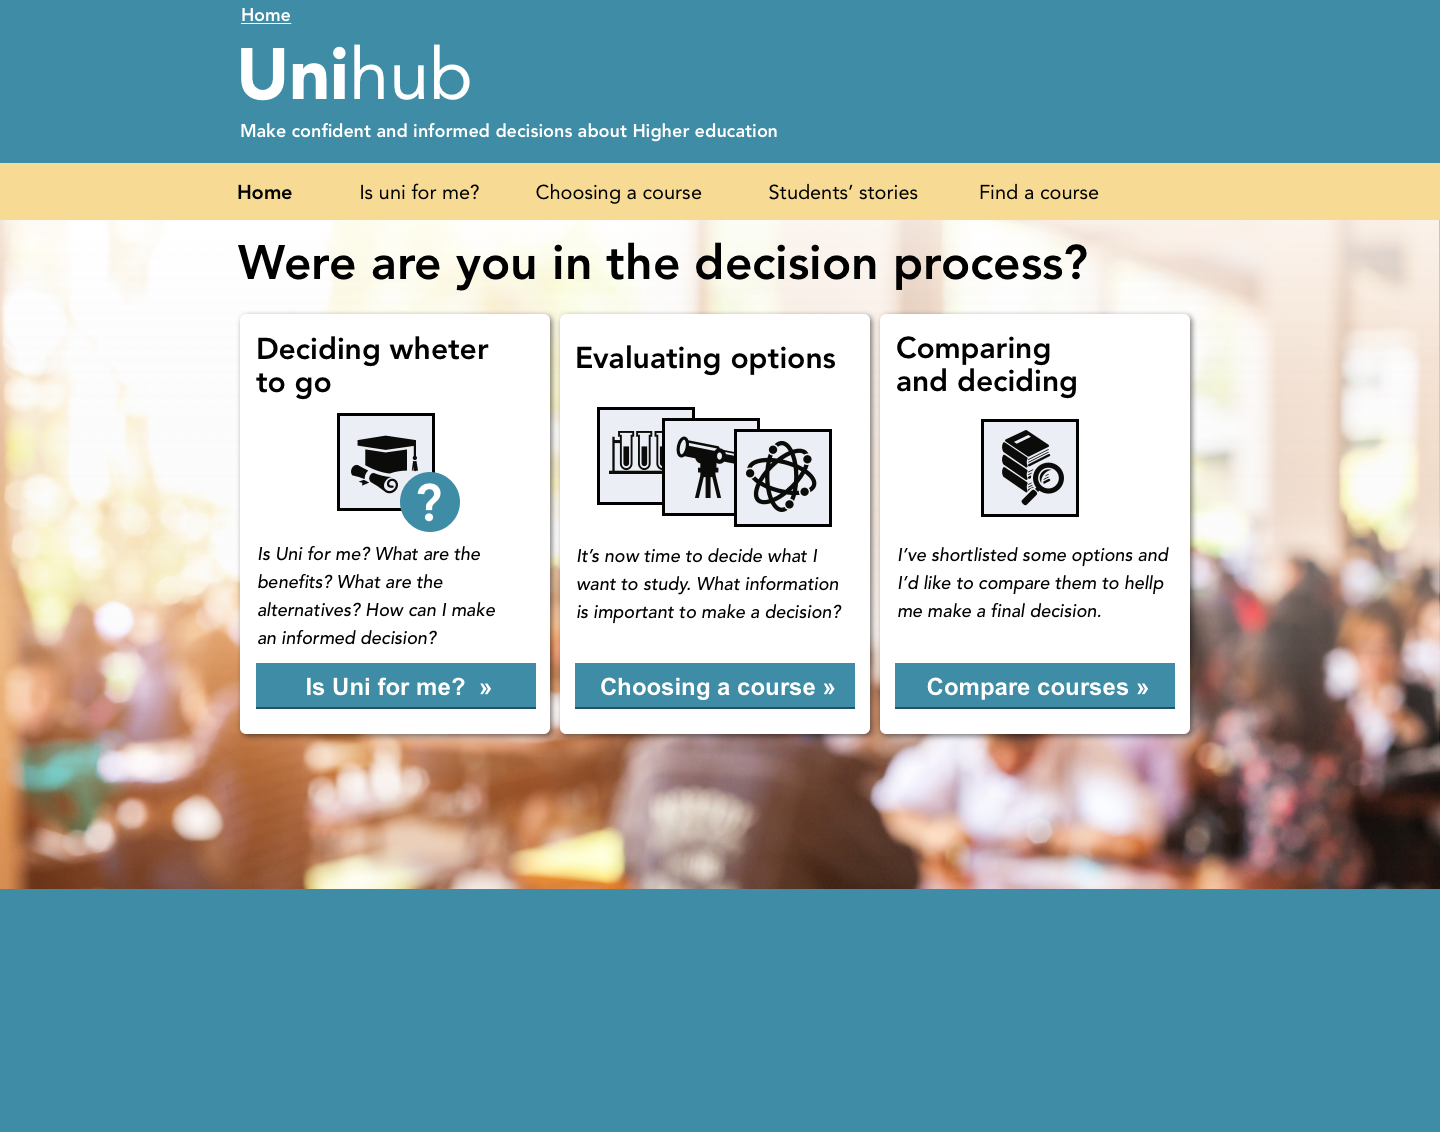 Home
Unihub
Make confident and informed decisions about Higher education
Home Is uni for me? Choosing a course Students’ stories Find a course
Were are you in the decision process?
Deciding wheter
to go
?
Is Uni for me? What are the
benefits? What are the
alternatives? How can I make
an informed decision?
Is Uni for me? »
Evaluating options
It’s now time to decide what I
want to study. What information
is important to make a decision?
Choosing a course »
Comparing
and deciding
I’ve shortlisted some options and
I’d like to compare them to hellp
me make a final decision.
Compare courses »